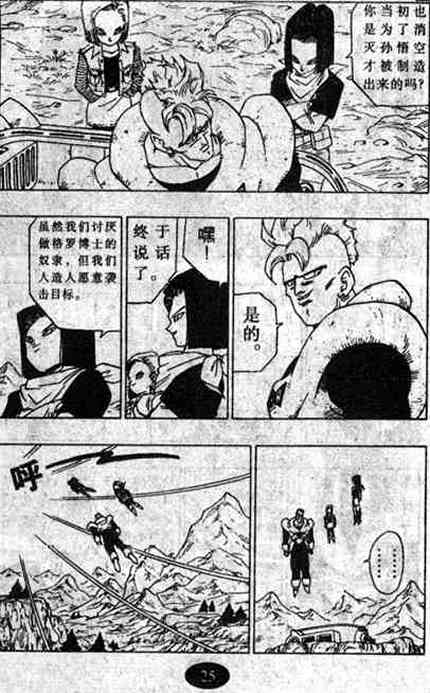 你当初也
是为了消
灭孙悟空
才被制造
出来的吗?
是的。
嘿!
终于
说话
了。
虽然我们讨厌
做格罗博士的
奴隶,但我们
人造人愿意袭
击目标。
……
……
呼
25